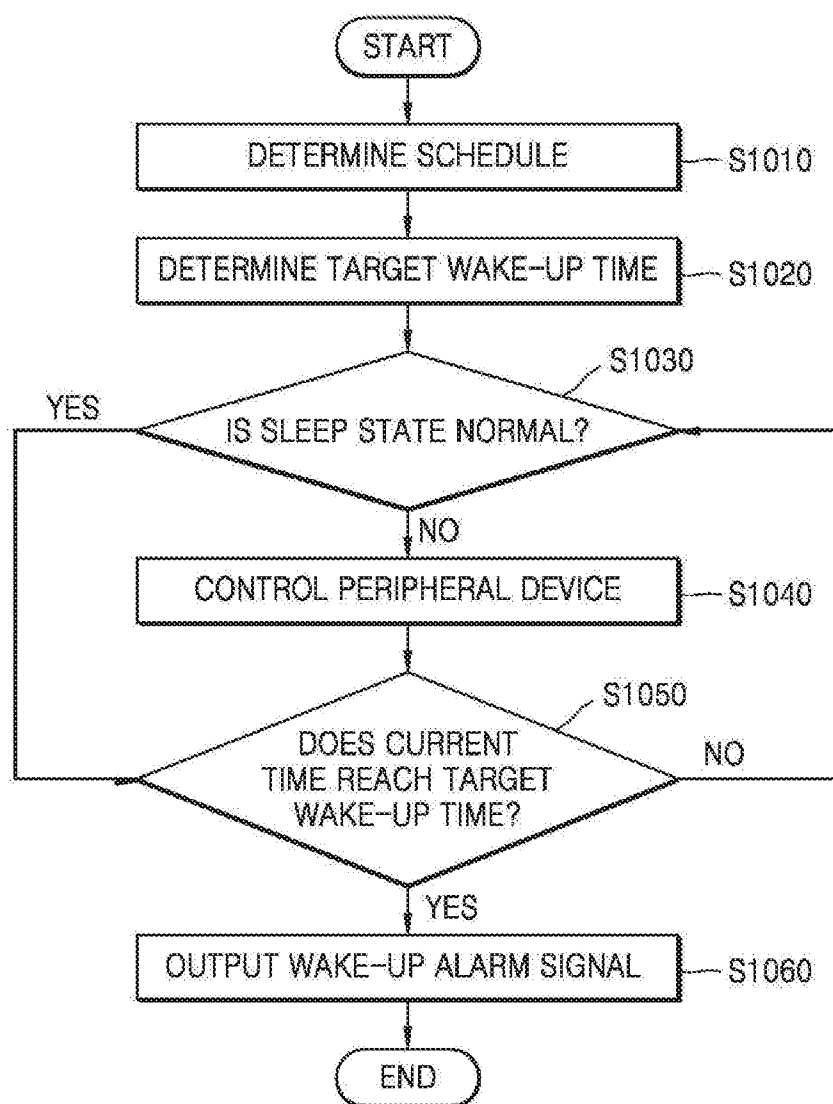 START
DETERMINE SCHEDULE
S1010
DETERMINE TARGET WAKE-UP TIME
S1020
S1030
YES
IS SLEEP STATE NORMAL?
NO
CONTROL PERIPHERAL DEVICE
S1040
S1050
DOES CURRENT
TIME REACH TARGET
WAKE-UP TIME?
NO
YES
OUTPUT WAKE-UP ALARM SIGNAL
S1060
END